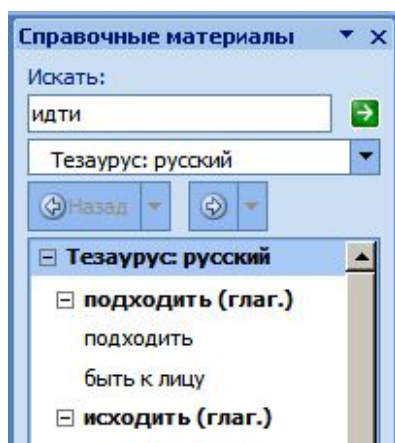 Справочные материалы
Искать:
идти
Тезаурус: русский
Назад
Тезаурус: русский
подходить (глаг.)
подходить
быть к лицу
исходить (глаг.)